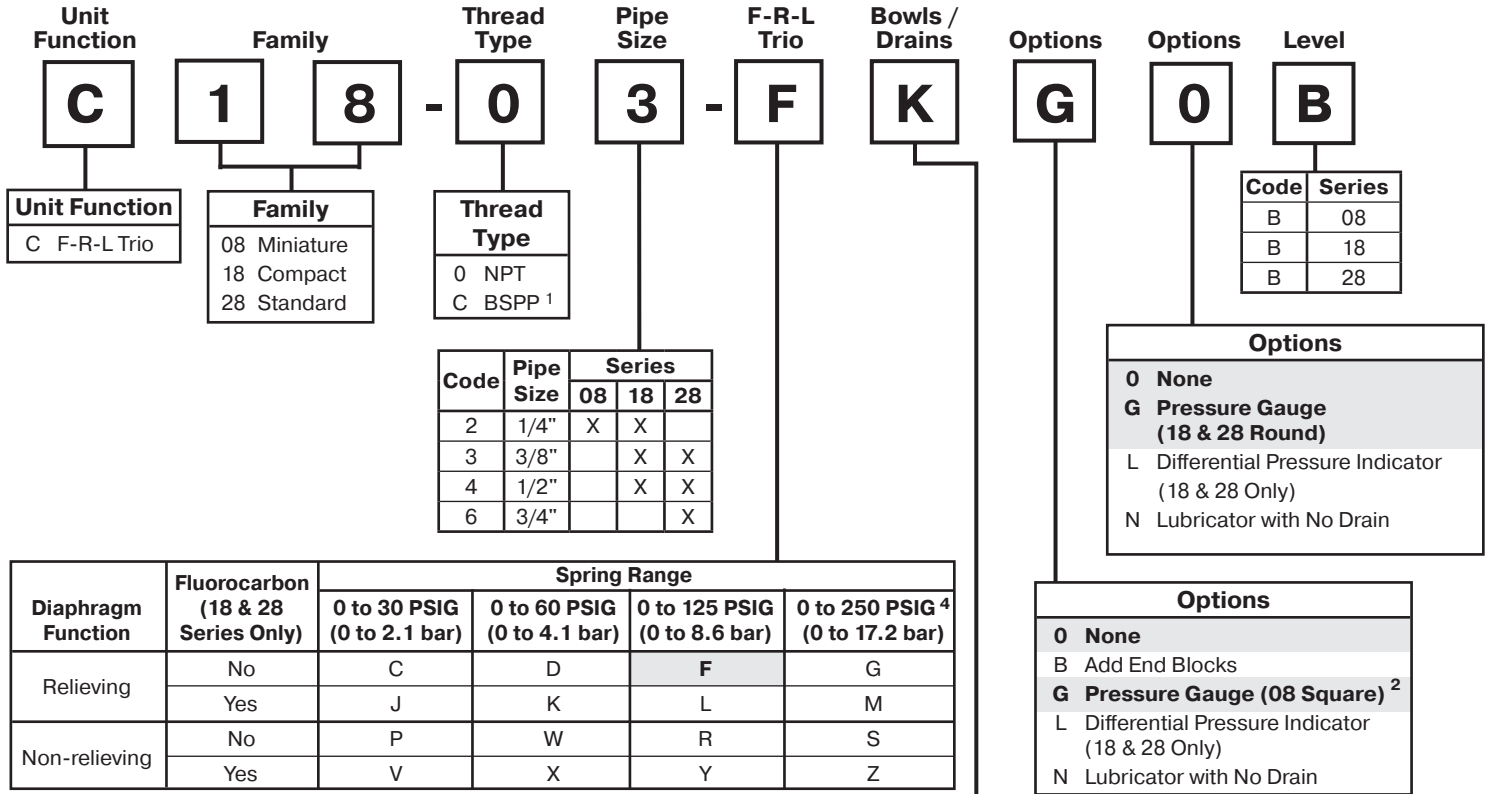 Unit Function
Family
Thread Type
Pipe Size
F-R-L Trio
Bowls / Drains
Options
Options
Level
C 1 8 - 0 3 - F K G 0 B
Unit Function
C F-R-L Trio
Family
08 Miniature
18 Compact
28 Standard
Thread
Type
0 NPT
C BSPP 1
Code Series
B 08
B 18
B 28
Code Pipe Size Series
08 18 28
2 1/4" X X
3 3/8" X X
4 1/2" X X
6 3/4" X
Options
0 None
G Pressure Gauge
(18 & 28 Round)
L Differential Pressure Indicator
(18 & 28 Only)
N Lubricator with No Drain
Diaphragm Function
Fluorocarbon (18 & 28 Series Only)
Spring Range
0 to 30 PSIG (0 to 2.1 bar)
0 to 60 PSIG (0 to 4.1 bar)
0 to 125 PSIG (0 to 8.6 bar)
0 to 250 PSIG 4 (0 to 17.2 bar)
Relieving
No C D F G
Yes J K L M
Non-relieving
No P W R S
Yes V X Y Z
Options
0 None
B Add End Blocks
G Pressure Gauge (08 Square) 2
L Differential Pressure Indicator
(18 & 28 Only)
N Lubricator with No Drain